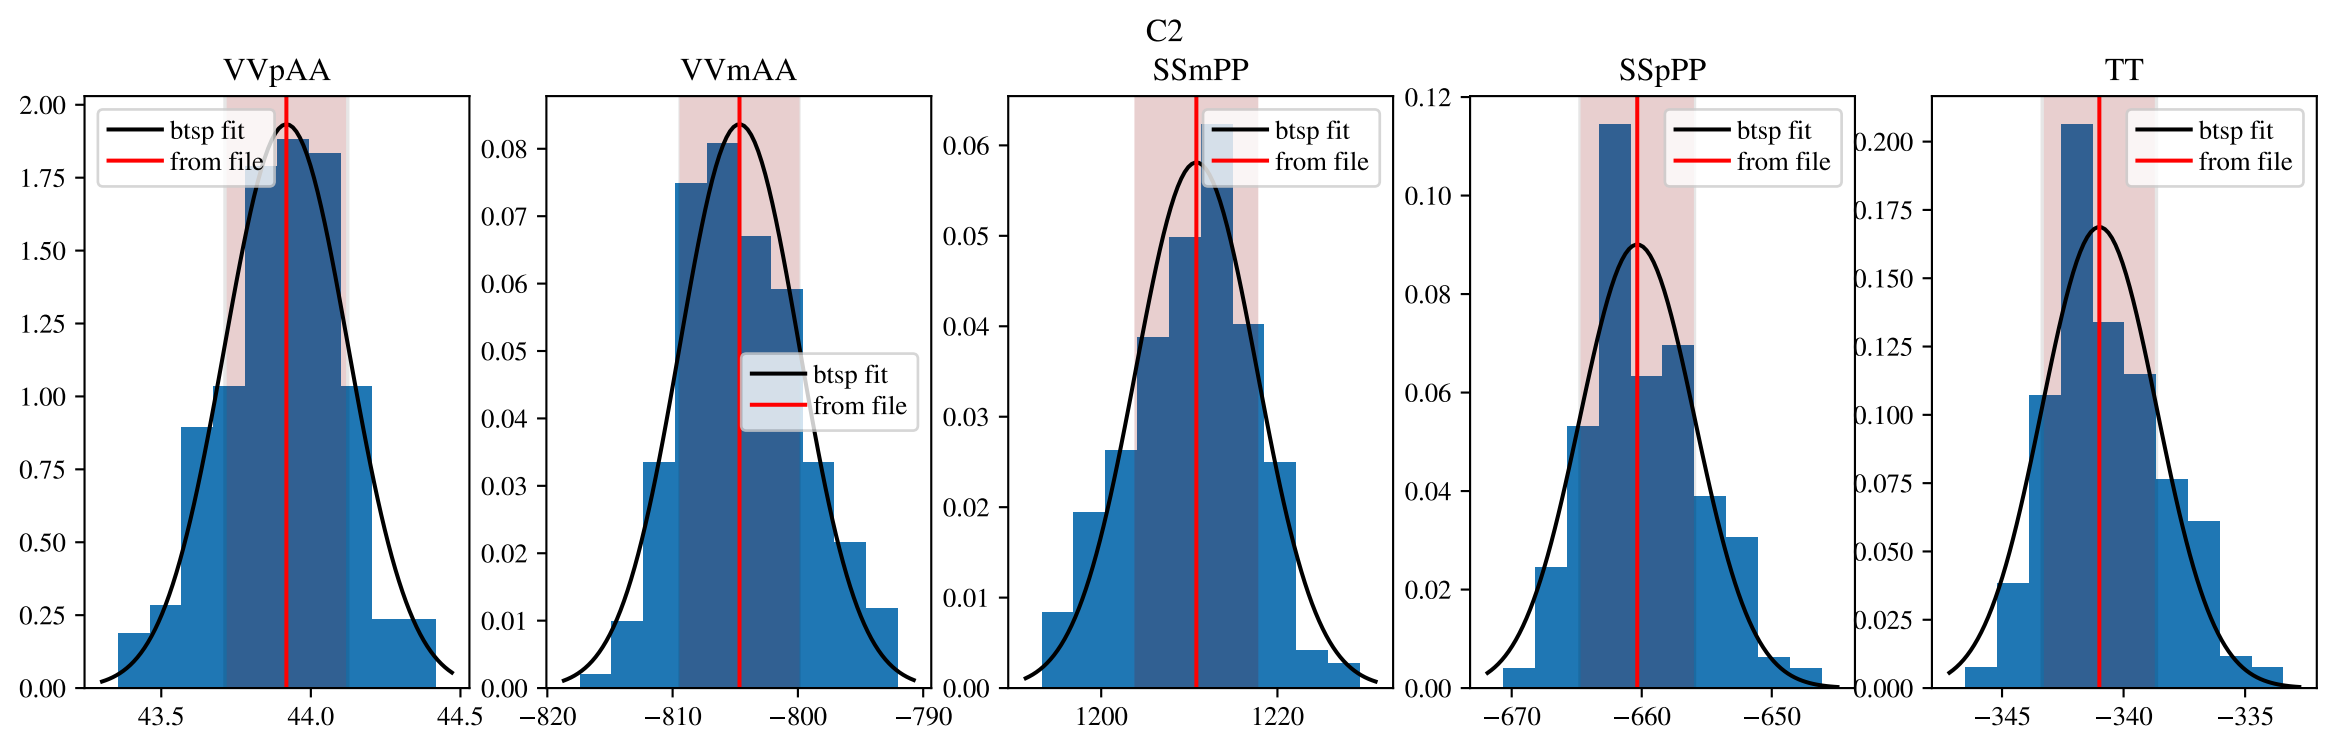 C2
VVpAA
VVmAA
SSmPP
SSpPP
TT
btsp fit
from file
btsp fit
from file
btsp fit
from file
btsp fit
from file
btsp fit
from file
2.00
1.75
1.50
1.25
1.00
0.75
0.50
0.25
0.00
43.5 44.0 44.5
0.08
0.07
0.06
0.05
0.04
0.03
0.02
0.01
0.00
−820 −810 −800 −790
0.06
0.05
0.04
0.03
0.02
0.01
0.00
1200 1220
0.12
0.10
0.08
0.06
0.04
0.02
0.00
−670 −660 −650
0.200
0.175
0.150
0.125
0.100
0.075
0.050
0.025
0.000
−345 −340 −335